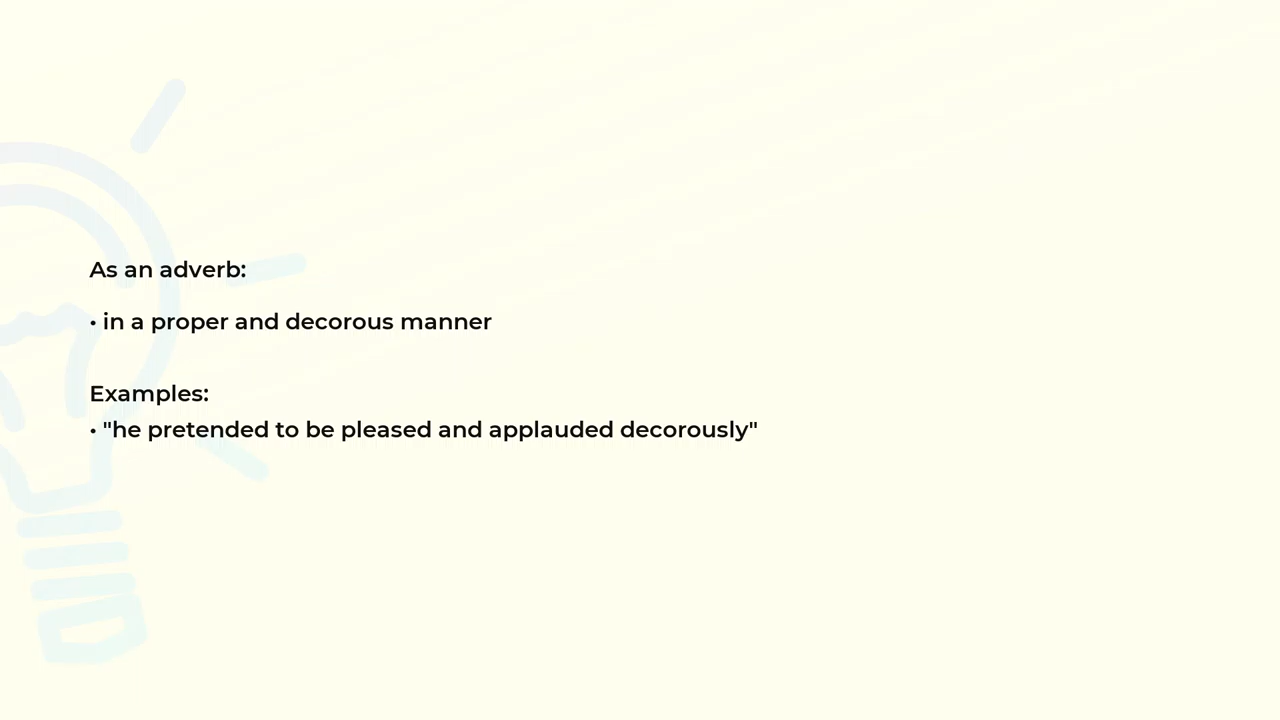 As an adverb:
• in a proper and decorous manner
Examples:
• "he pretended to be pleased and applauded decorously"